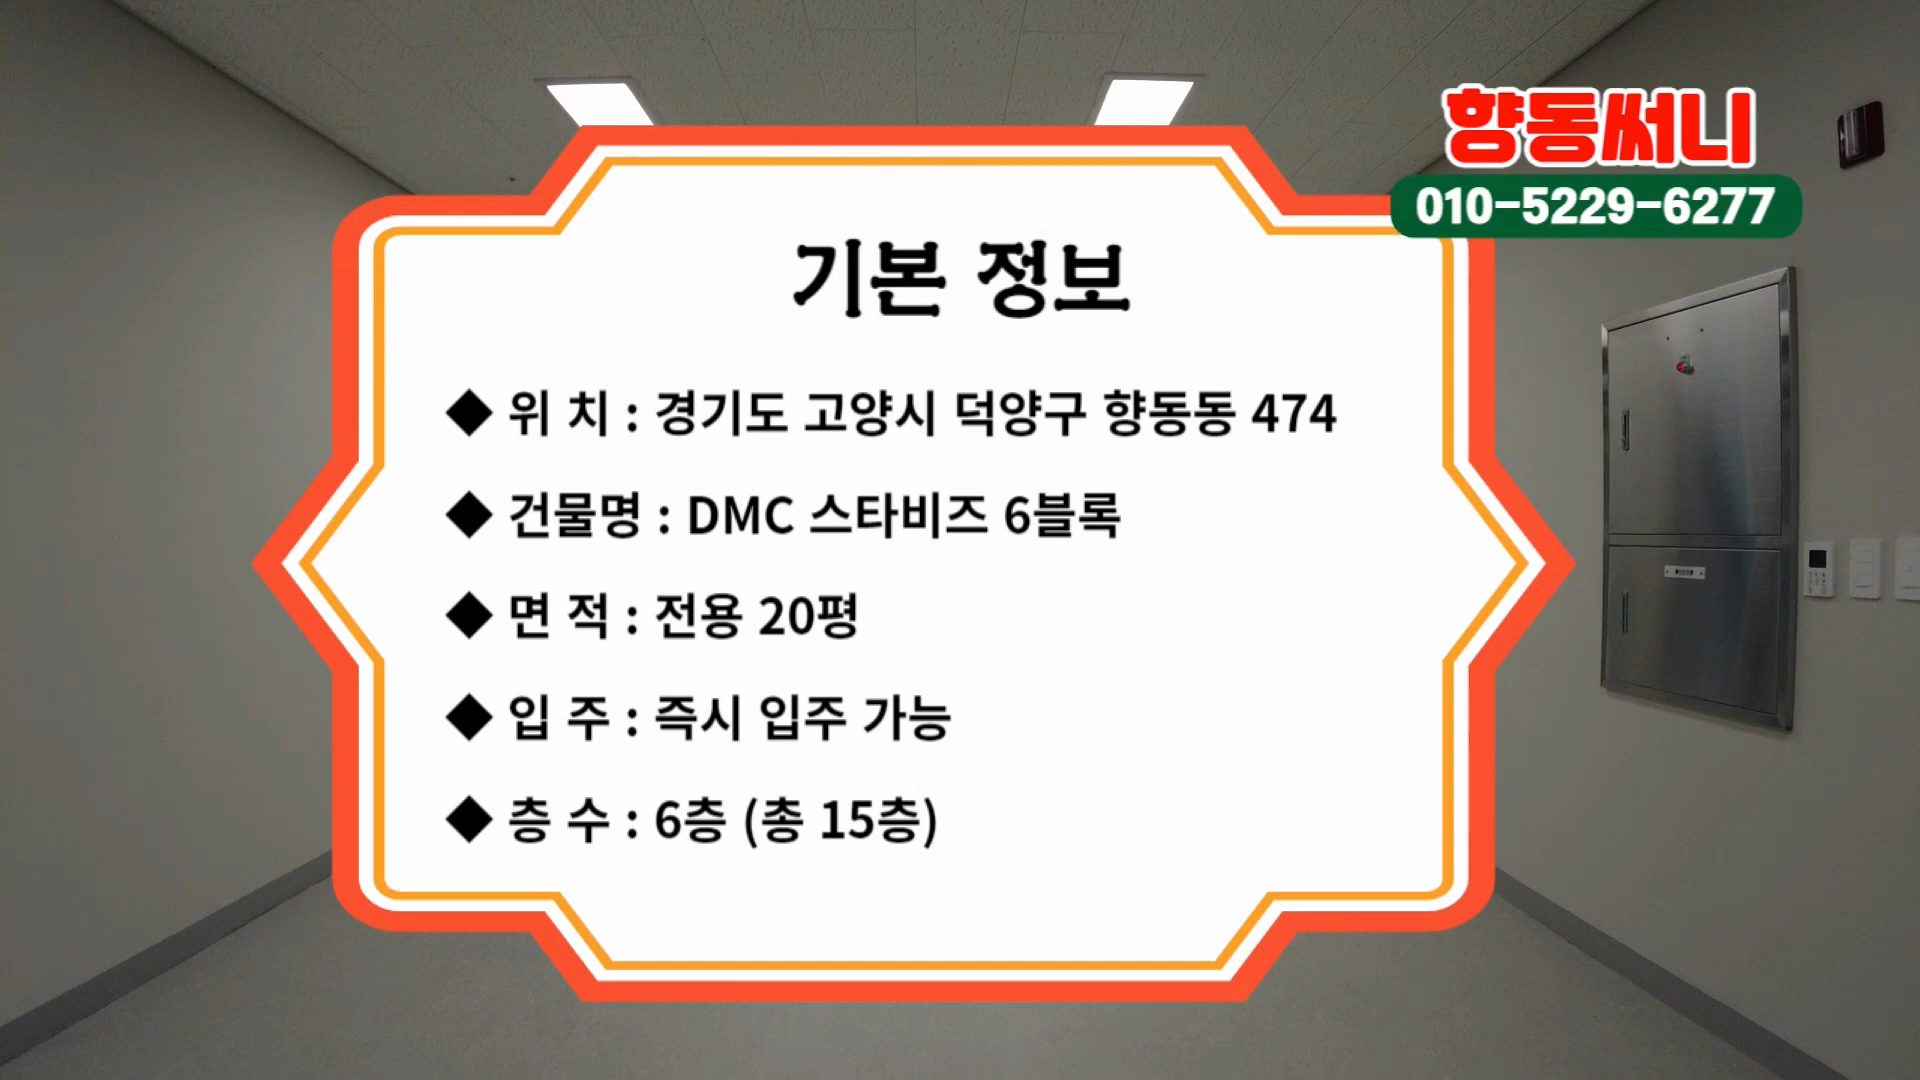 향동써니
010-5229-6277
기본 정보
◆ 위 치 : 경기도 고양시 덕양구 향동동 474
◆ 건물명 : DMC 스타비즈 6블록
◆ 면 적 : 전용 20평
◆ 입 주 : 즉시 입주 가능
◆ 층 수 : 6층 (총 15층)